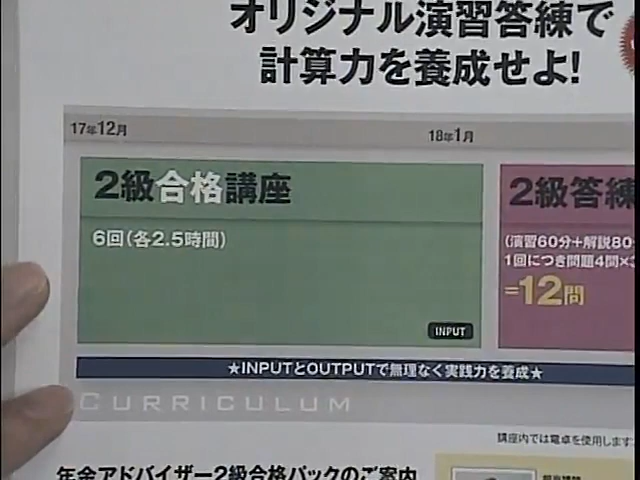 オリジナル演習答練で
計算力を養成せよ!
17年12月
18年1月
2級合格講座
6回(各2.5時間)
INPUT
2級答練
(演習60分+解説80
1回につき問題4問×
=12問
★INPUTとOUTPUTで無理なく実践力を養成★
CURRICULUM
講座内では電卓を使用します
年金アドバイザー2級合格パックのご案内